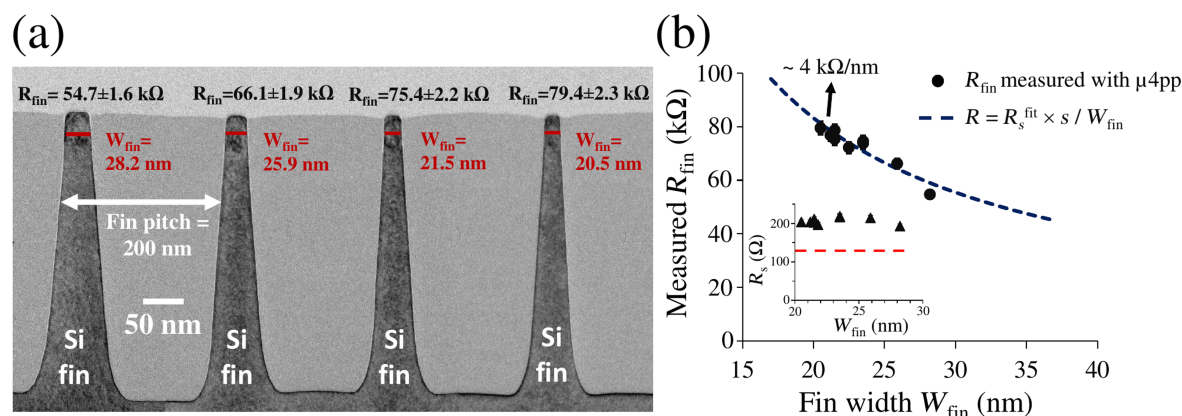 (a)
R_fin= 54.7±1.6 kΩ R_fin=66.1±1.9 kΩ R_fin=75.4±2.2 kΩ R_fin=79.4±2.3 kΩ
W_fin=
28.2 nm
W_fin=
25.9 nm
W_fin=
21.5 nm
W_fin=
20.5 nm
Fin pitch =
200 nm
50 nm
Si
fin
Si
fin
Si
fin
Si
fin
(b)
~ 4 kΩ/nm
R_fin measured with µ4pp
R = R_s^fit × s / W_fin
Measured R_fin (kΩ)
100
80
60
40
20
0
15 20 25 30 35 40
Fin width W_fin (nm)
R_s (Ω)
200
100
0
20 25 30
W_fin (nm)